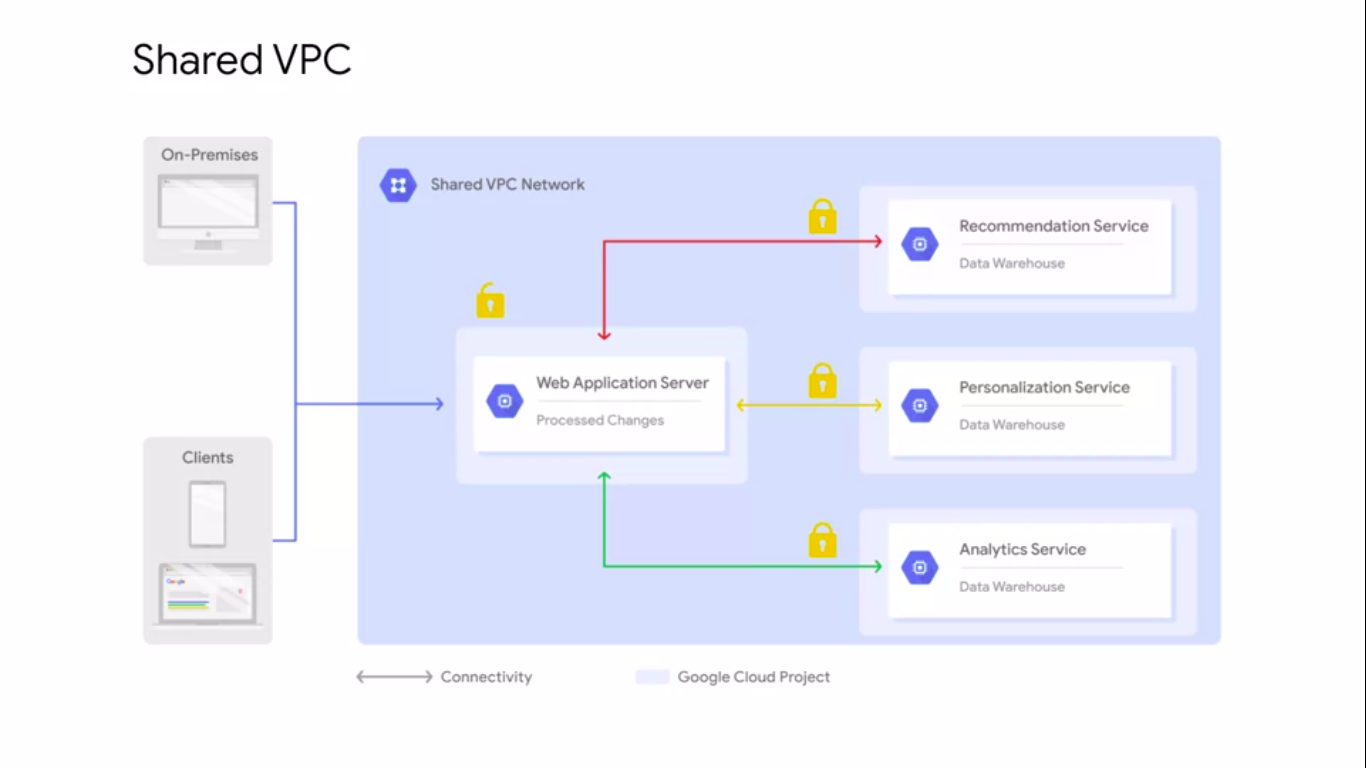 Shared VPC
On-Premises
Shared VPC Network
Recommendation Service
Data Warehouse
Web Application Server
Processed Changes
Personalization Service
Data Warehouse
Clients
Google
Analytics Service
Data Warehouse
Connectivity
Google Cloud Project